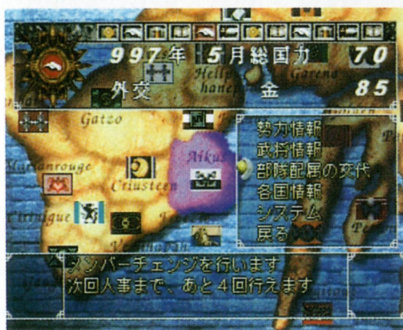 997年 5月総国力 70
外交 金 85
Gatzo
Garena
Criusteen
勢力情報
武将情報
部隊配属の交代
各国情報
システム
戻る
メンバーチェンジを行います
次回人事まで、あと4回行えます